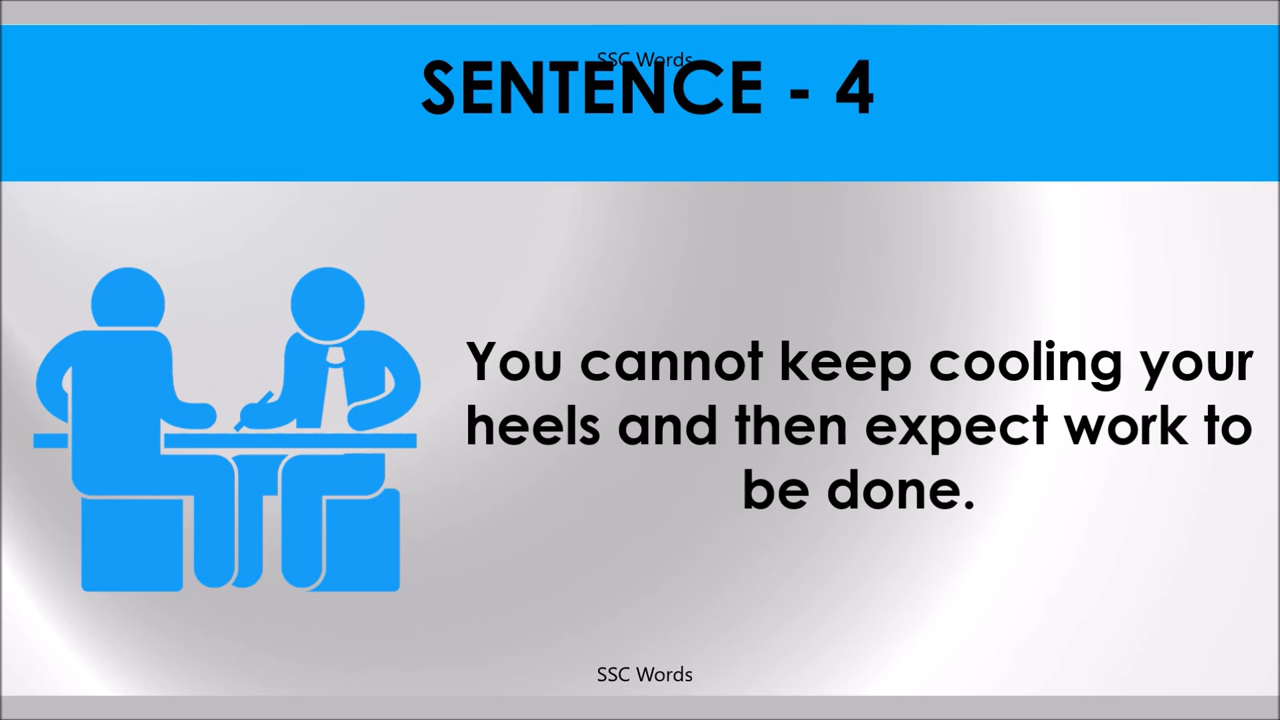 SSC Words
SENTENCE - 4
You cannot keep cooling your
heels and then expect work to
be done.
SSC Words